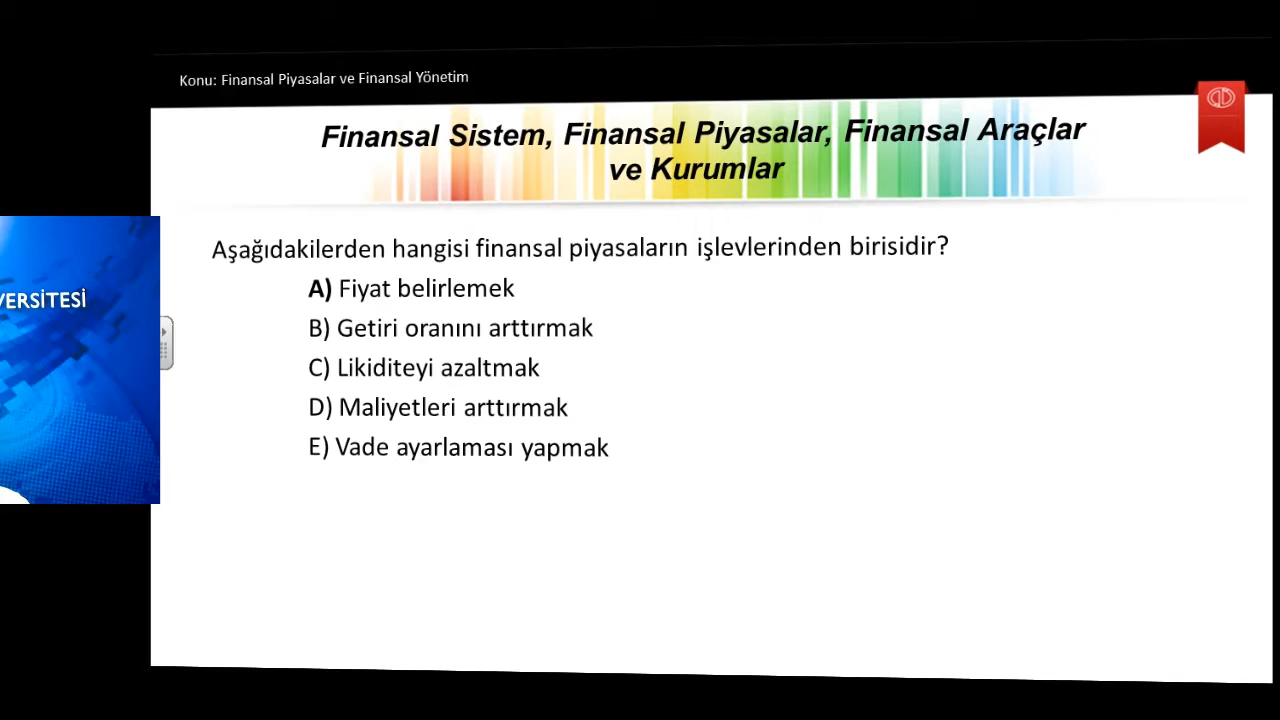 Konu: Finansal Piyasalar ve Finansal Yönetim
Finansal Sistem, Finansal Piyasalar, Finansal Araçlar
ve Kurumlar
VERSİTESİ
Aşağıdakilerden hangisi finansal piyasaların işlevlerinden birisidir?
A) Fiyat belirlemek
B) Getiri oranını arttırmak
C) Likiditeyi azaltmak
D) Maliyetleri arttırmak
E) Vade ayarlaması yapmak